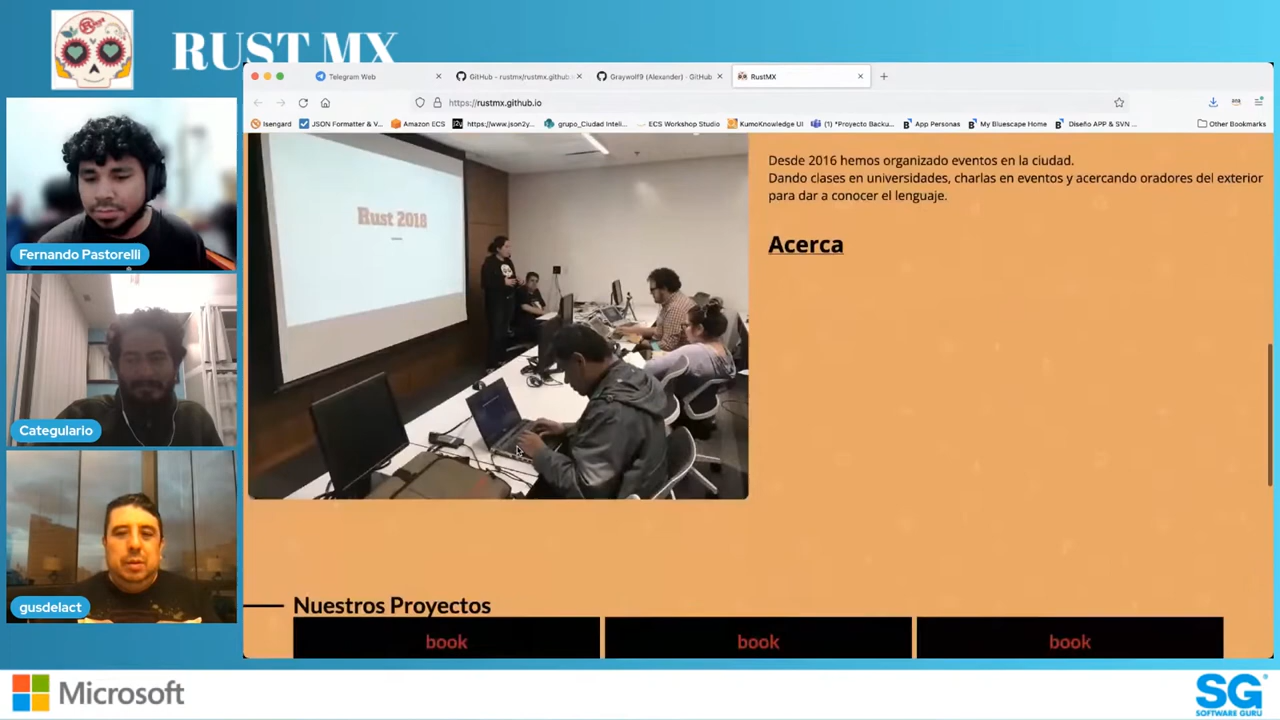 RUST MX
Telegram Web
GitHub - rustmx/rustmx.github.
Graywolf9 (Alexander) · GitHub
RustMX
https://rustmx.github.io
Isengard
JSON Formatter & V...
Amazon ECS
https://www.json2y...
grupo_Ciudad Inteli...
ECS Workshop Studio
KumoKnowledge UI
(1) *Proyecto Backu...
App Personas
My Bluescape Home
Diseño APP & SVN ...
Other Bookmarks
Desde 2016 hemos organizado eventos en la ciudad.
Dando clases en universidades, charlas en eventos y acercando oradores del exterior
para dar a conocer el lenguaje.
Acerca
Rust 2018
Fernando Pastorelli
Categulario
gusdelact
Nuestros Proyectos
book
book
book
Microsoft
SG
SOFTWARE GURU